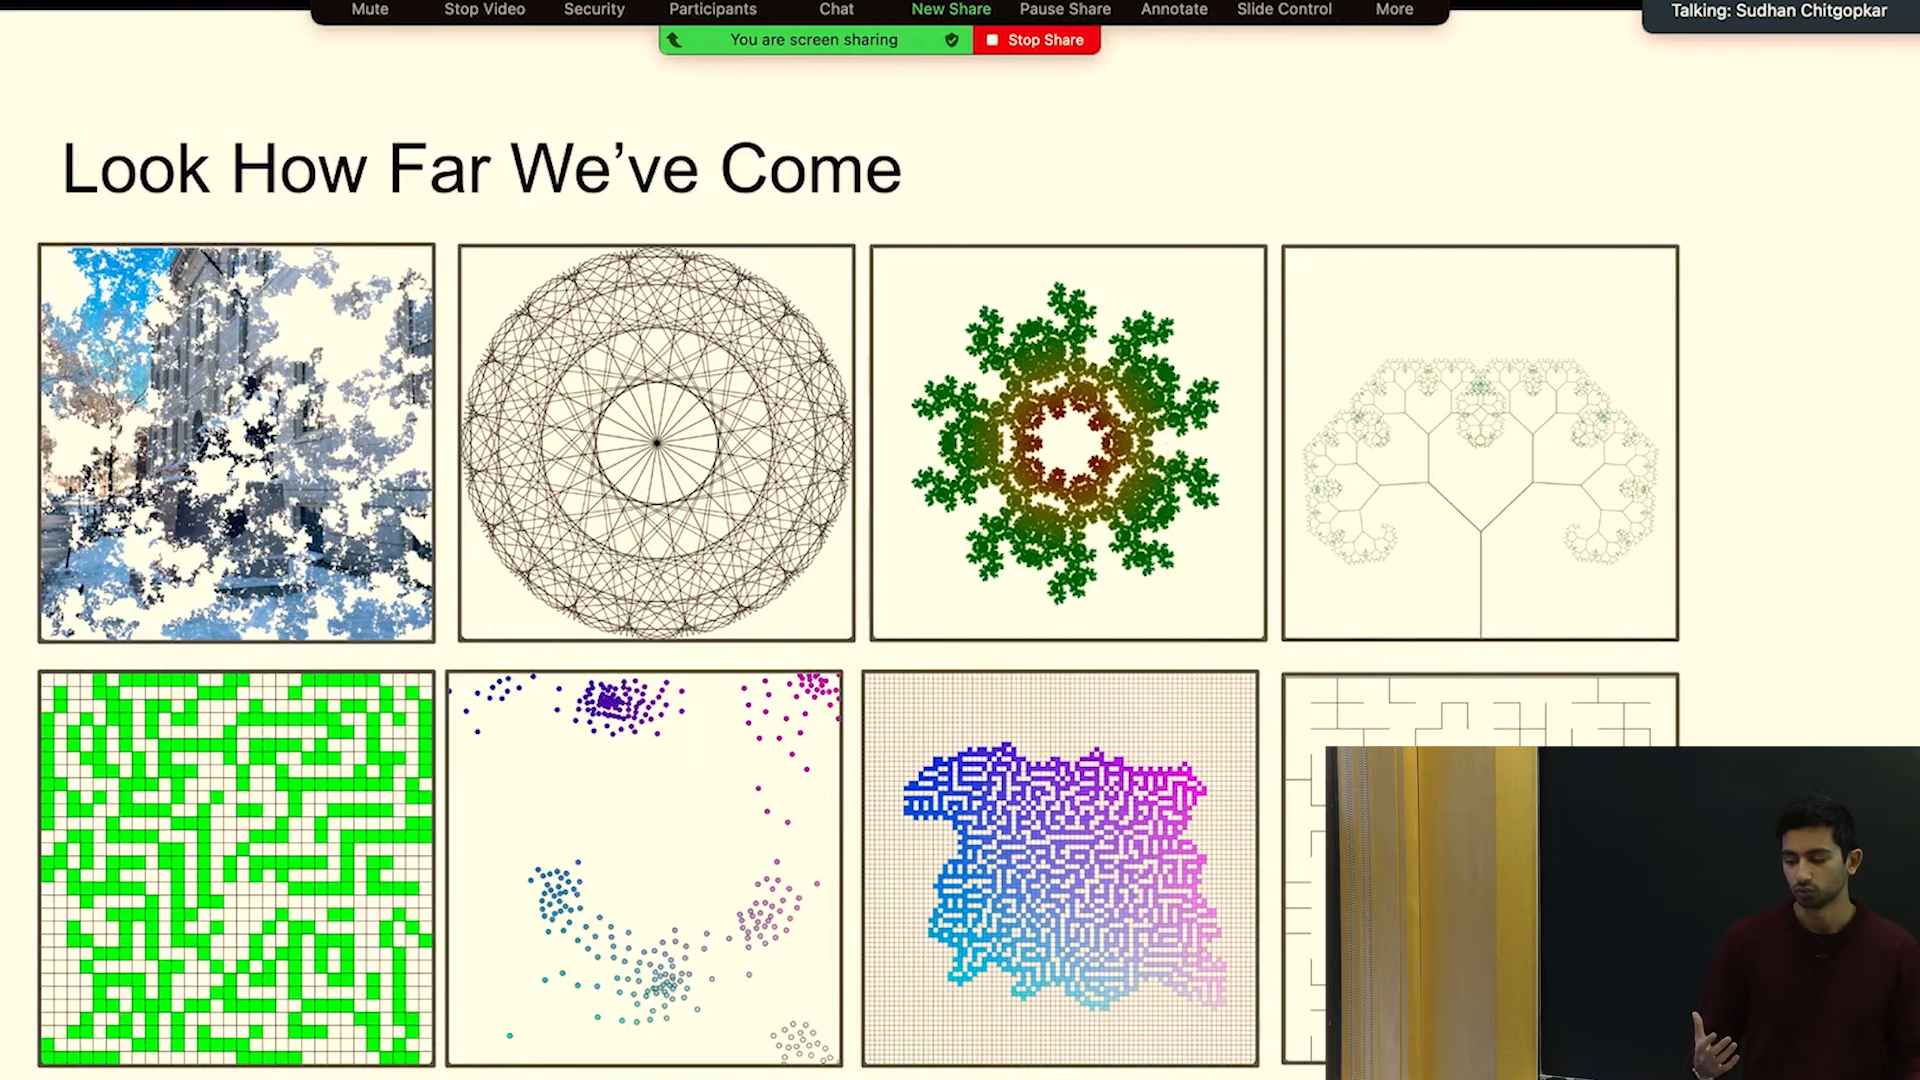 Mute Stop Video Security Participants Chat New Share Pause Share Annotate Slide Control More
Talking: Sudhan Chitgopkar
You are screen sharing Stop Share
Look How Far We’ve Come